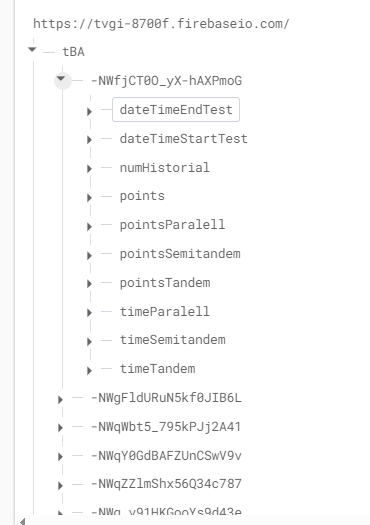 https://tvgi-8700f.firebaseio.com/
tBA
-NWfjCT0O_yX-hAXPmoG
dateTimeEndTest
dateTimeStartTest
numHistorial
points
pointsParalell
pointsSemitandem
pointsTandem
timeParalell
timeSemitandem
timeTandem
-NWgFldURuN5kf0JIB6L
-NWqWbt5_795kPJj2A41
-NWqY0GdBAFZUnCSwV9v
-NWqZZlmShx56Q34c787